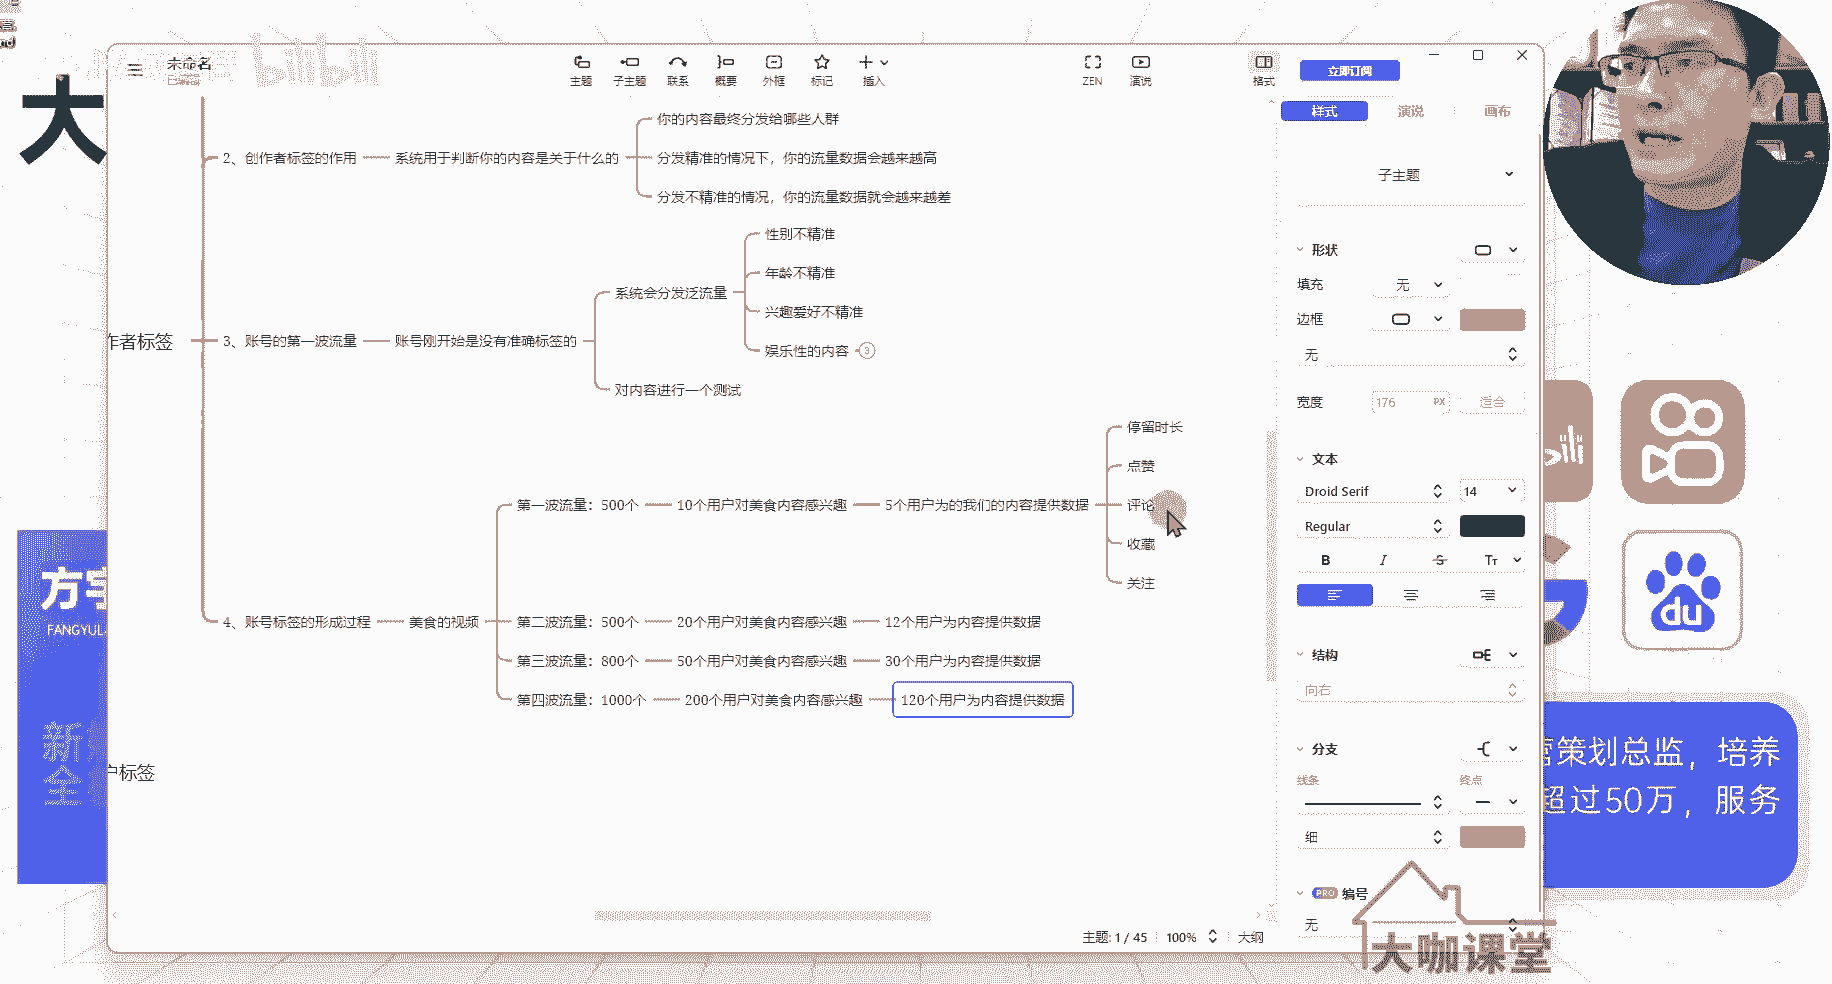 大
bilibili
未命名
已编辑
主题
子主题
联系
概要
外框
标记
插入
ZEN
演说
格式
立即订阅
样式
演说
画布
2、创作者标签的作用
系统用于判断你的内容是关于什么的
你的内容最终分发给哪些人群
分发精准的情况下，你的流量数据会越来越高
分发不精准的情况，你的流量数据就会越来越差
作者标签
3、账号的第一波流量
账号刚开始是没有准确标签的
系统会分发泛流量
性别不精准
年龄不精准
兴趣爱好不精准
娱乐性的内容
3
对内容进行一个测试
4、账号标签的形成过程
美食的视频
第一波流量：500个
10个用户对美食内容感兴趣
5个用户为的我们的内容提供数据
停留时长
点赞
评论
收藏
关注
第二波流量：500个
20个用户对美食内容感兴趣
12个用户为内容提供数据
第三波流量：800个
50个用户对美食内容感兴趣
30个用户为内容提供数据
第四波流量：1000个
200个用户对美食内容感兴趣
120个用户为内容提供数据
户标签
子主题
形状
填充
无
边框
无
宽度
176
PX
适合
文本
Droid Serif
14
Regular
B
I
S
Tт
结构
向右
分支
线条
终点
细
PRO
编号
无
主题: 1 / 45
100%
大纲
方宇
FANGYUL
新
全
bili
du
营策划总监，培养
超过50万，服务
大咖课堂